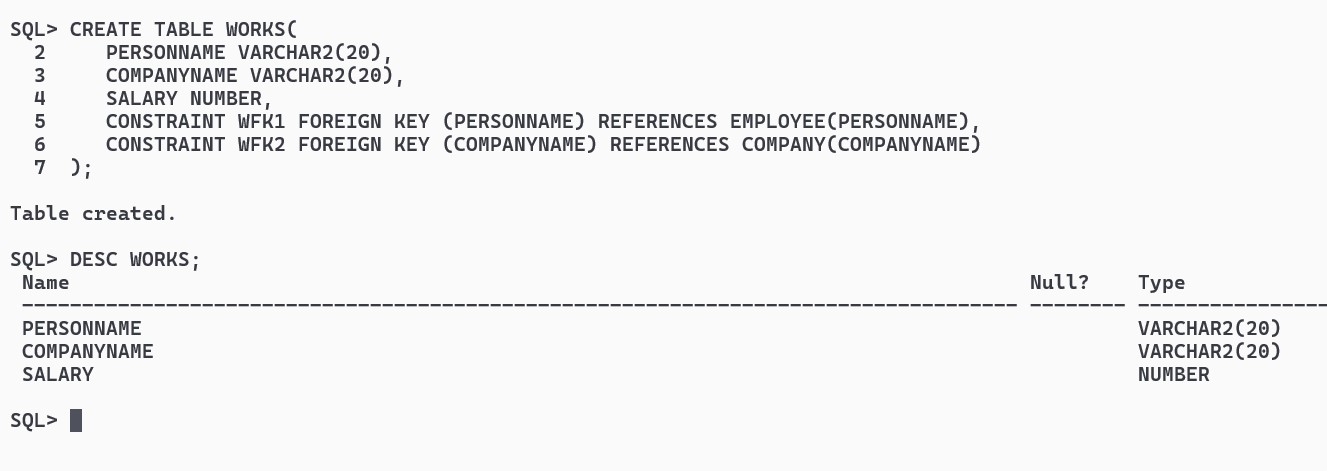 SQL> CREATE TABLE WORKS(
  2     PERSONNAME VARCHAR2(20),
  3     COMPANYNAME VARCHAR2(20),
  4     SALARY NUMBER,
  5     CONSTRAINT WFK1 FOREIGN KEY (PERSONNAME) REFERENCES EMPLOYEE(PERSONNAME),
  6     CONSTRAINT WFK2 FOREIGN KEY (COMPANYNAME) REFERENCES COMPANY(COMPANYNAME)
  7  );
Table created.
SQL> DESC WORKS;
 Name                                                                                Null?    Type
 ----------------------------------------------------------------------------------- -------- ----------------
 PERSONNAME                                                                                   VARCHAR2(20)
 COMPANYNAME                                                                                  VARCHAR2(20)
 SALARY                                                                                       NUMBER
SQL>